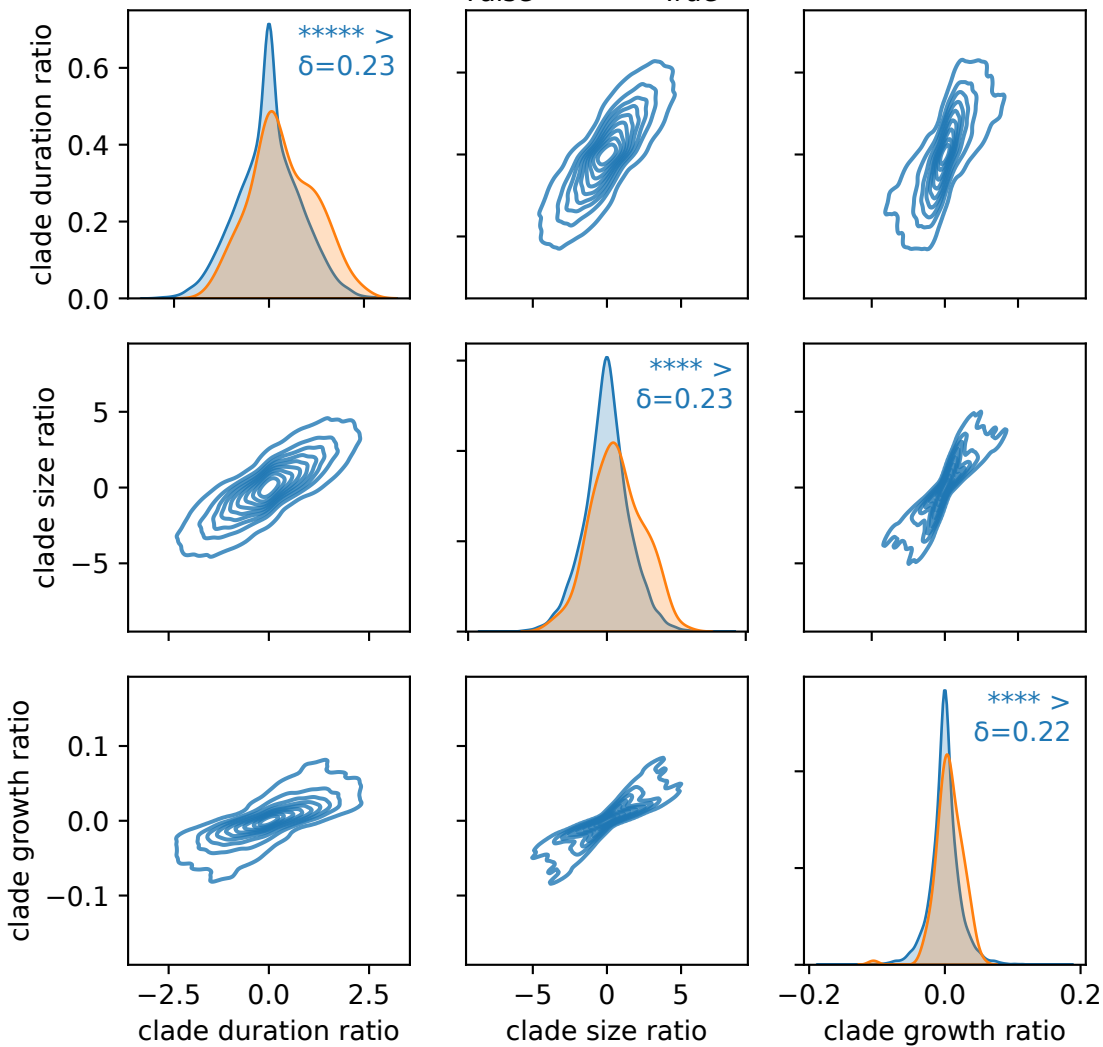 ***** >
δ=0.23
0.6
0.4
0.2
0.0
clade duration ratio
**** >
δ=0.23
5
0
−5
clade size ratio
**** >
δ=0.22
0.1
0.0
−0.1
clade growth ratio
−2.5 0.0 2.5
−5 0 5
−0.2 0.0 0.2
clade duration ratio
clade size ratio
clade growth ratio